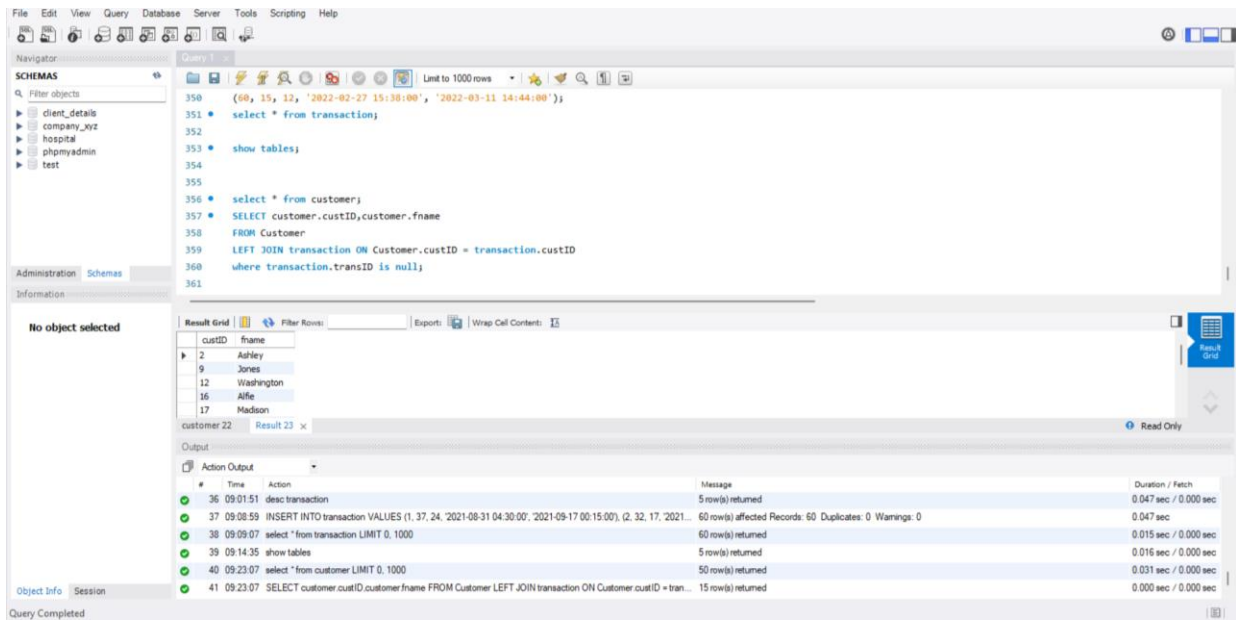 File Edit View Query Database Server Tools Scripting Help
Navigator
Query 1 ×
SCHEMAS
Filter objects
client_details
company_xyz
hospital
phpmyadmin
test
Administration Schemas
Information
No object selected
Object Info Session
Query Completed
Limit to 1000 rows
350 (60, 15, 12, '2022-02-27 15:38:00', '2022-03-11 14:44:00');
351 select * from transaction;
352
353 show tables;
354
355
356 select * from customer;
357 SELECT customer.custID,customer.fname
358 FROM Customer
359 LEFT JOIN transaction ON Customer.custID = transaction.custID
360 where transaction.transID is null;
361
Result Grid Filter Rows: Export: Wrap Cell Content:
custID fname
2 Ashley
9 Jones
12 Washington
16 Alfie
17 Madison
Result Grid
customer 22 Result 23 × Read Only
Output
Action Output
# Time Action Message Duration / Fetch
36 09:01:51 desc transaction 5 row(s) returned 0.047 sec / 0.000 sec
37 09:08:59 INSERT INTO transaction VALUES (1, 37, 24, '2021-08-31 04:30:00', '2021-09-17 00:15:00'), (2, 32, 17, '2021... 60 row(s) affected Records: 60 Duplicates: 0 Warnings: 0 0.047 sec
38 09:09:07 select * from transaction LIMIT 0, 1000 60 row(s) returned 0.015 sec / 0.000 sec
39 09:14:35 show tables 5 row(s) returned 0.016 sec / 0.000 sec
40 09:23:07 select * from customer LIMIT 0, 1000 50 row(s) returned 0.031 sec / 0.000 sec
41 09:23:07 SELECT customer.custID,customer.fname FROM Customer LEFT JOIN transaction ON Customer.custID = tran... 15 row(s) returned 0.000 sec / 0.000 sec